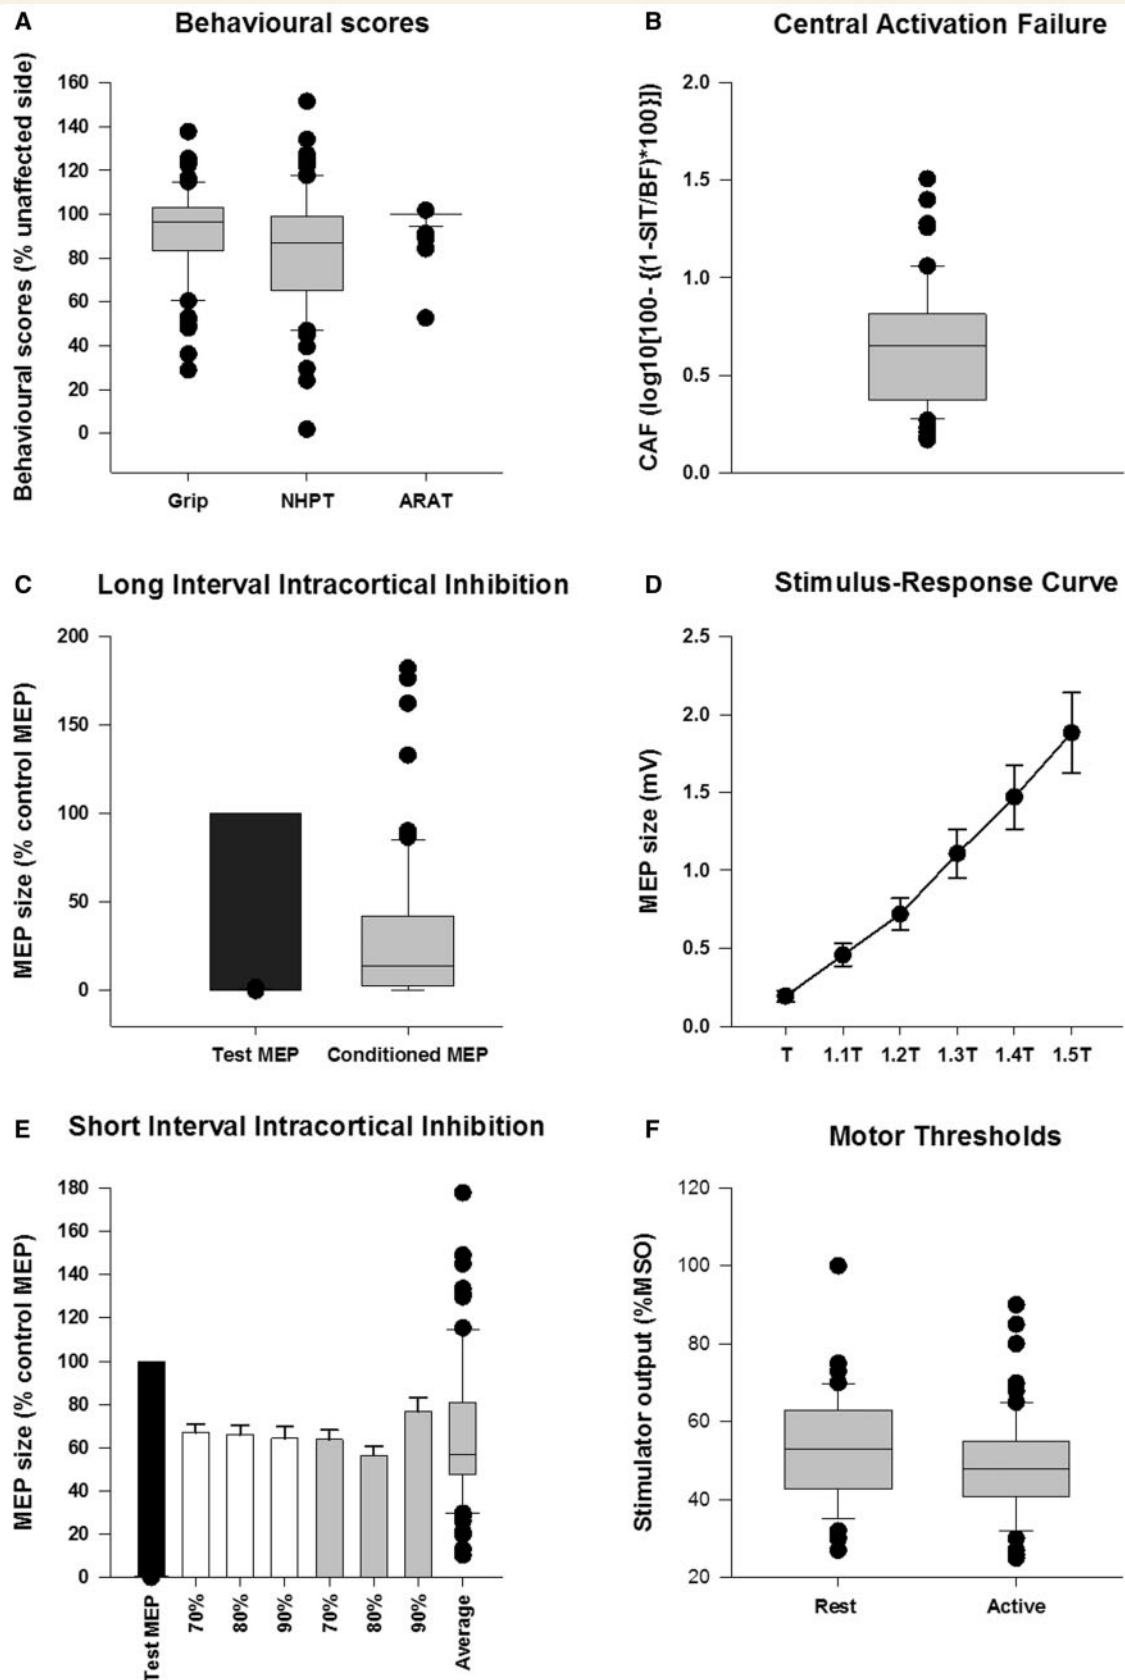 A
Behavioural scores
Behavioural scores (% unaffected side)
160
140
120
100
80
60
40
20
0
Grip NHPT ARAT
B
Central Activation Failure
CAF (log10[100- {(1-SIT/BF)*100}])
2.0
1.5
1.0
0.5
0.0
C
Long Interval Intracortical Inhibition
MEP size (% control MEP)
200
150
100
50
0
Test MEP Conditioned MEP
D
Stimulus-Response Curve
MEP size (mV)
2.5
2.0
1.5
1.0
0.5
0.0
T 1.1T 1.2T 1.3T 1.4T 1.5T
E
Short Interval Intracortical Inhibition
MEP size (% control MEP)
180
160
140
120
100
80
60
40
20
0
Test MEP 70% 80% 90% 70% 80% 90% Average
F
Motor Thresholds
Stimulator output (%MSO)
120
100
80
60
40
20
Rest Active